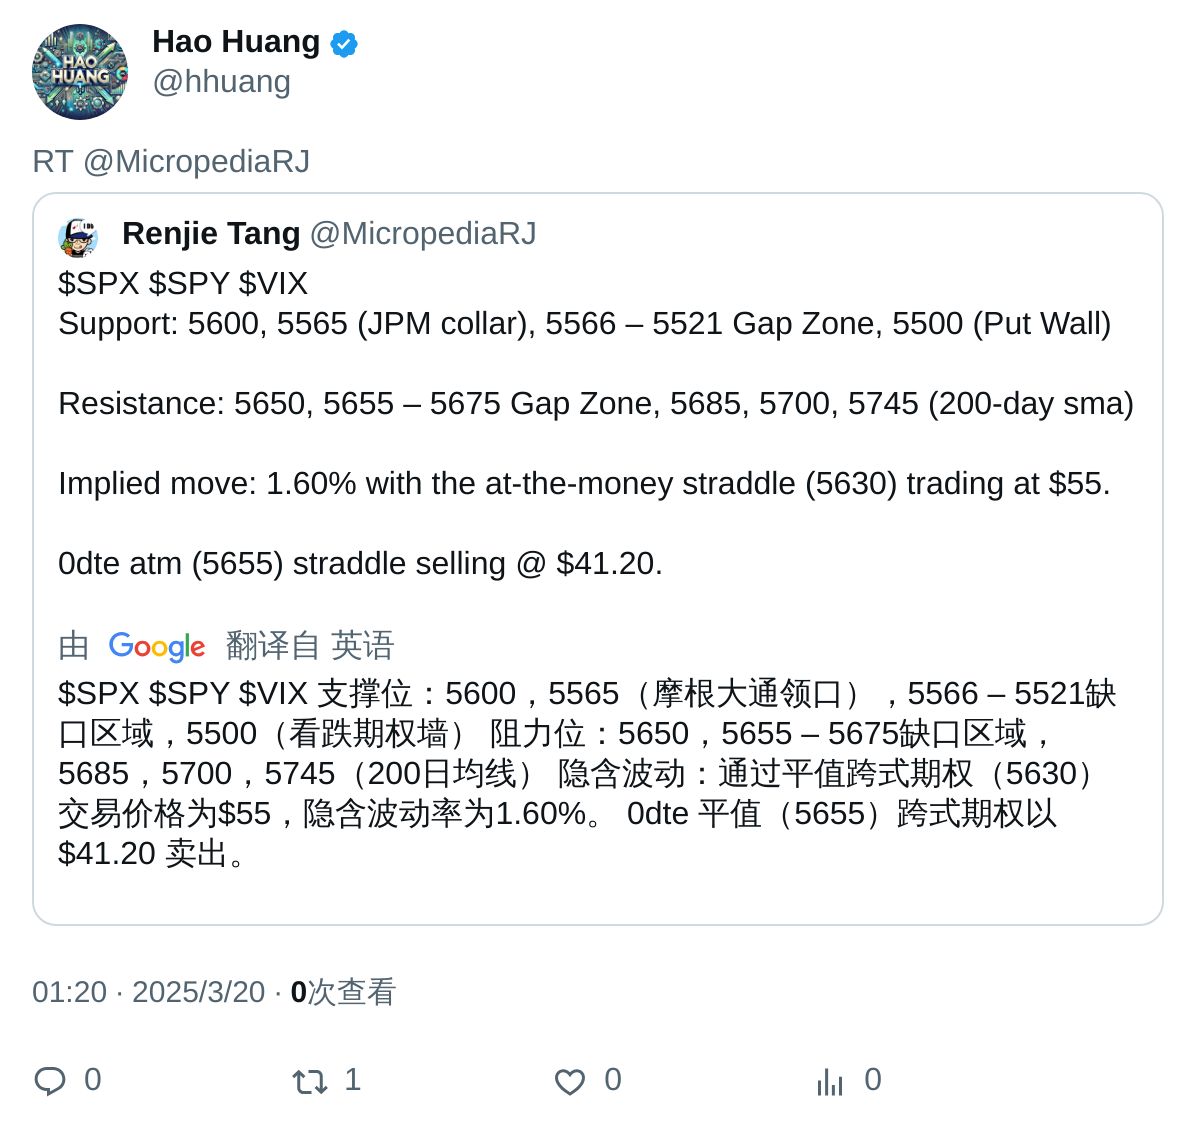 HAO
HUANG
Hao Huang
@hhuang
RT @MicropediaRJ
Renjie Tang @MicropediaRJ
$SPX $SPY $VIX
Support: 5600, 5565 (JPM collar), 5566 – 5521 Gap Zone, 5500 (Put Wall)
Resistance: 5650, 5655 – 5675 Gap Zone, 5685, 5700, 5745 (200-day sma)
Implied move: 1.60% with the at-the-money straddle (5630) trading at $55.
0dte atm (5655) straddle selling @ $41.20.
由 Google 翻译自 英语
$SPX $SPY $VIX 支撑位：5600，5565（摩根大通领口），5566 – 5521缺
口区域，5500（看跌期权墙） 阻力位：5650，5655 – 5675缺口区域，
5685，5700，5745（200日均线） 隐含波动：通过平值跨式期权（5630）
交易价格为$55，隐含波动率为1.60%。 0dte 平值（5655）跨式期权以
$41.20 卖出。
01:20 · 2025/3/20 · 0次查看
0 1 0 0